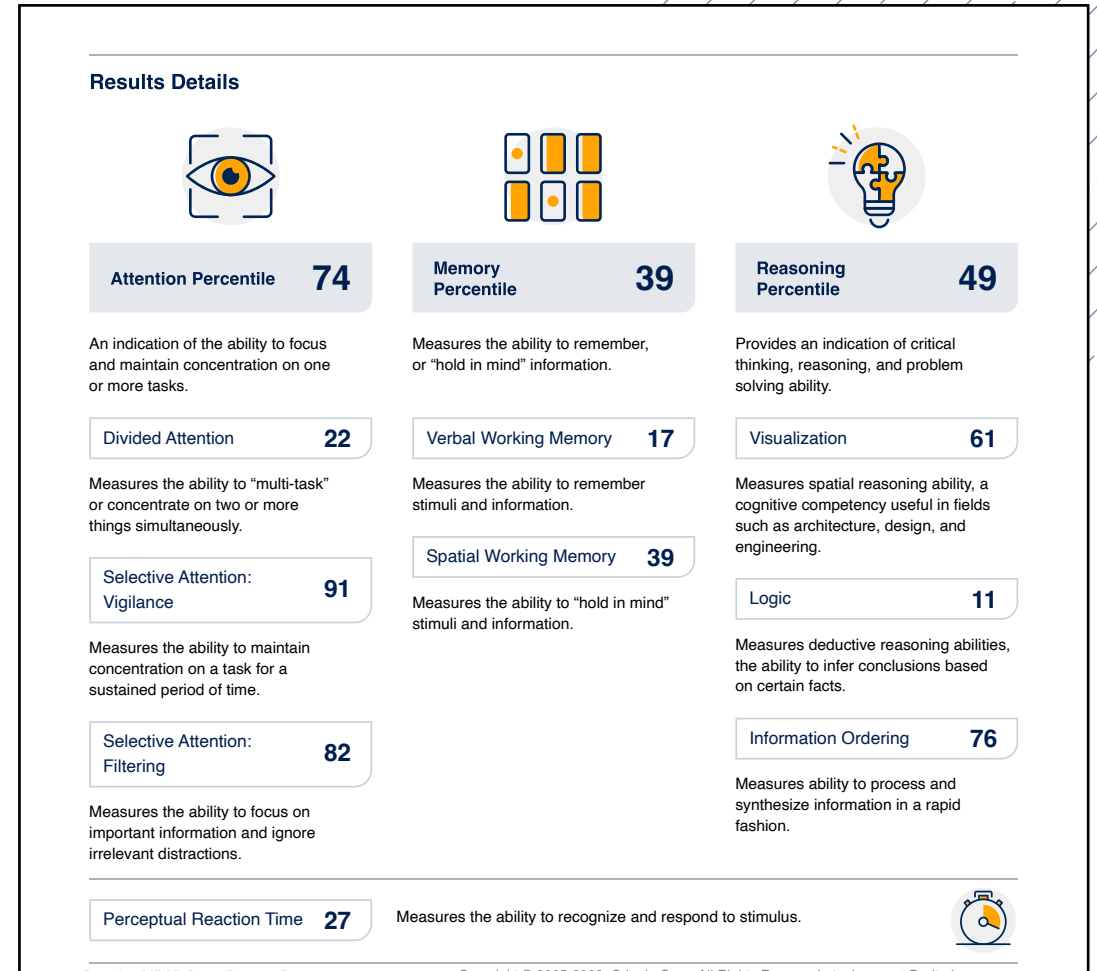 Results Details
Attention Percentile 74
An indication of the ability to focus
and maintain concentration on one
or more tasks.
Divided Attention 22
Measures the ability to “multi-task”
or concentrate on two or more
things simultaneously.
Selective Attention:
Vigilance 91
Measures the ability to maintain
concentration on a task for a
sustained period of time.
Selective Attention:
Filtering 82
Measures the ability to focus on
important information and ignore
irrelevant distractions.
Memory
Percentile 39
Measures the ability to remember,
or “hold in mind” information.
Verbal Working Memory 17
Measures the ability to remember
stimuli and information.
Spatial Working Memory 39
Measures the ability to “hold in mind”
stimuli and information.
Reasoning
Percentile 49
Provides an indication of critical
thinking, reasoning, and problem
solving ability.
Visualization 61
Measures spatial reasoning ability, a
cognitive competency useful in fields
such as architecture, design, and
engineering.
Logic 11
Measures deductive reasoning abilities,
the ability to infer conclusions based
on certain facts.
Information Ordering 76
Measures ability to process and
synthesize information in a rapid
fashion.
Perceptual Reaction Time 27
Measures the ability to recognize and respond to stimulus.